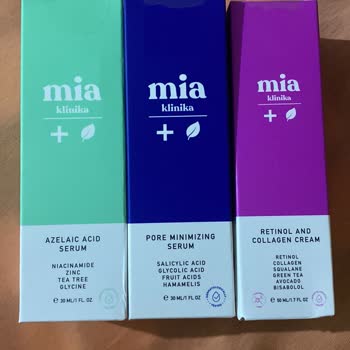 mia
klinika
+
AZELAIC ACID
SERUM
NIACINAMIDE
ZINC
TEA TREE
GLYCINE
℮ 30 ML/1 FL. OZ
mia
klinika
+
PORE MINIMIZING
SERUM
SALICYLIC ACID
GLYCOLIC ACID
FRUIT ACIDS
HAMAMELIS
℮ 30 ML/1 FL. OZ
mia
klinika
+
RETINOL AND
COLLAGEN CREAM
RETINOL
COLLAGEN
SQUALANE
GREEN TEA
AVOCADO
BISABOLOL
℮ 50 ML/1.7 FL. OZ